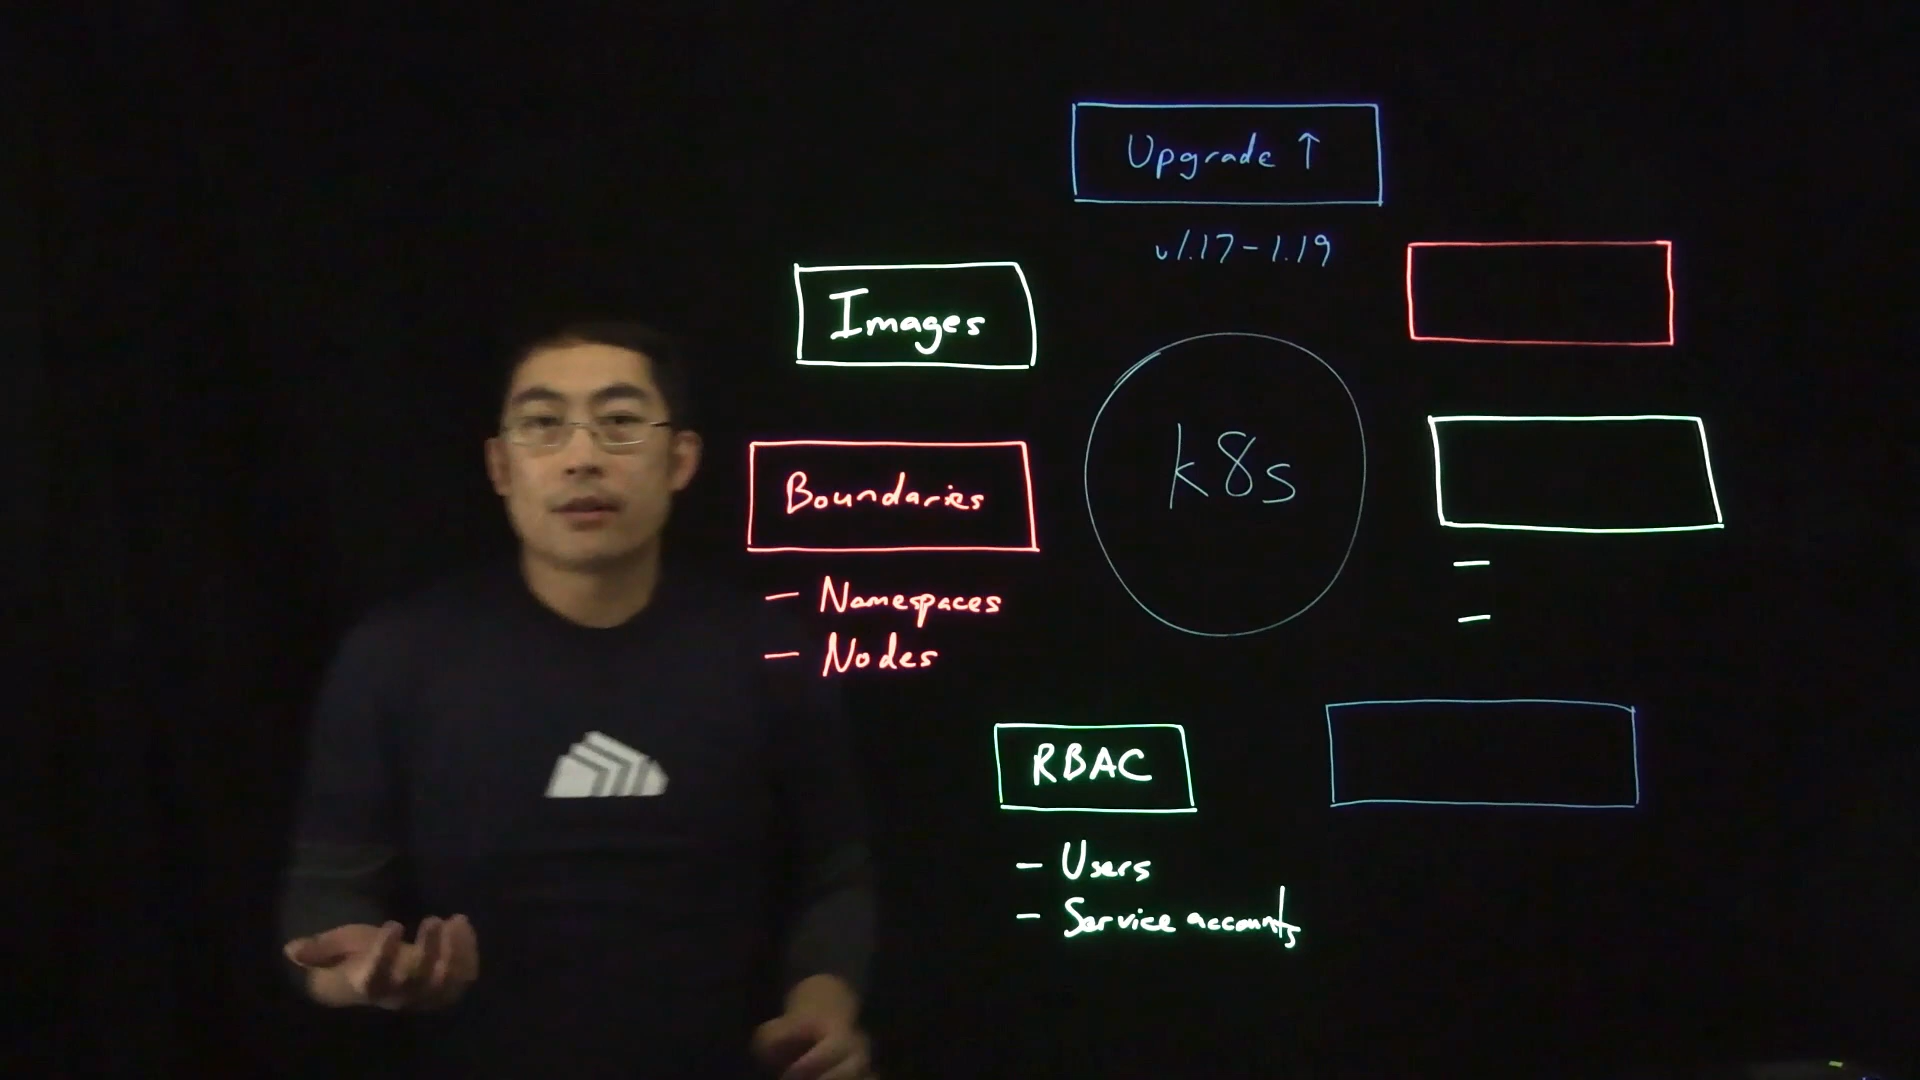 Upgrade ↑
v1.17-1.19
Images
k8s
Boundaries
- Namespaces
- Nodes
RBAC
- Users
- Service accounts